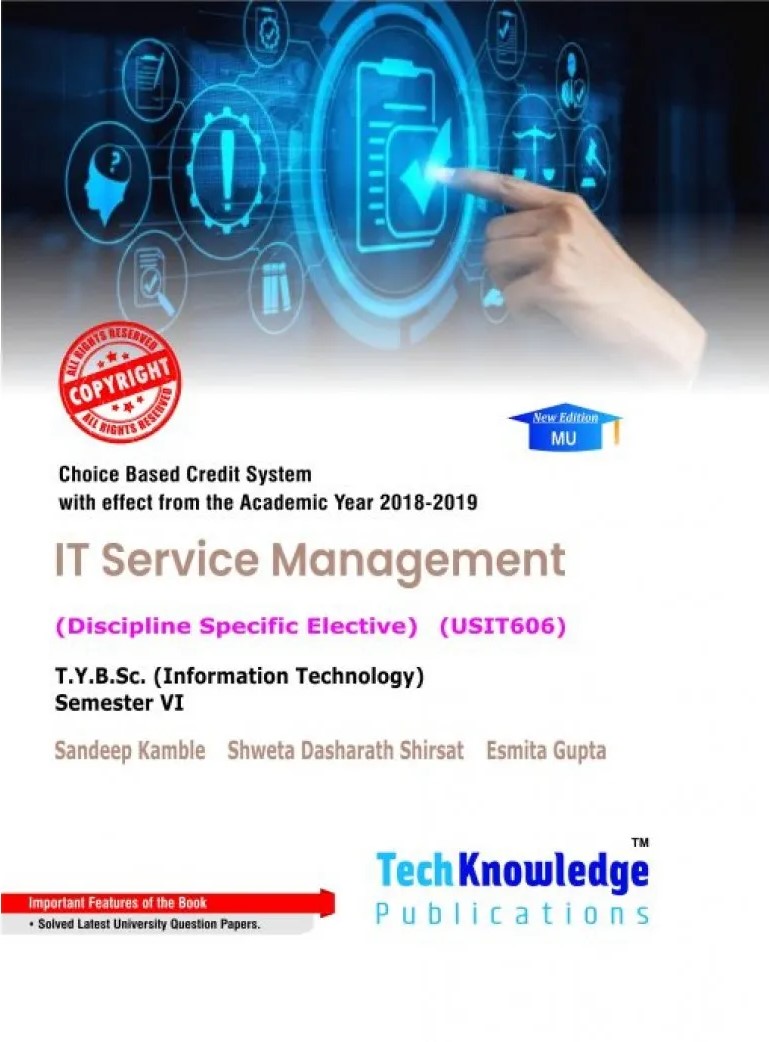 ALL RIGHTS RESERVED
COPYRIGHT
ALL RIGHTS RESERVED
New Edition
MU
Choice Based Credit System
with effect from the Academic Year 2018-2019
IT Service Management
(Discipline Specific Elective) (USIT606)
T.Y.B.Sc. (Information Technology)
Semester VI
Sandeep Kamble Shweta Dasharath Shirsat Esmita Gupta
TM
TechKnowledge
Publications
Important Features of the Book
• Solved Latest University Question Papers.